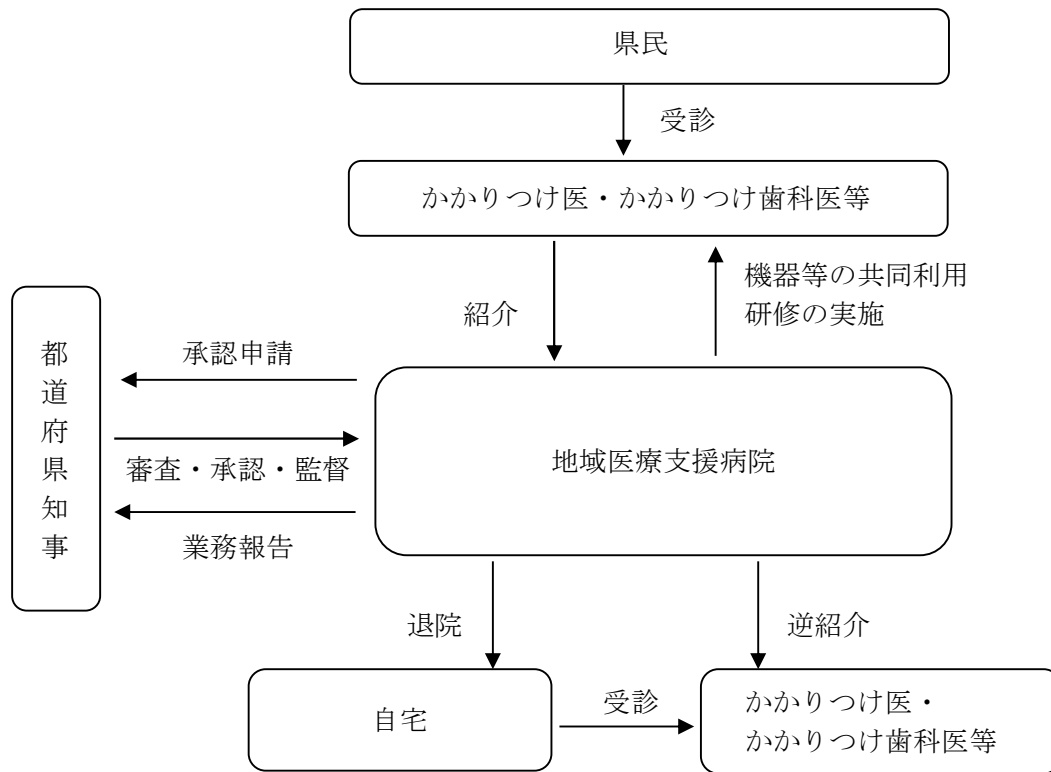 県民
受診
かかりつけ医・かかりつけ歯科医等
機器等の共同利用
研修の実施
紹介
都道府県知事
承認申請
審査・承認・監督
業務報告
地域医療支援病院
退院
逆紹介
自宅
受診
かかりつけ医・
かかりつけ歯科医等